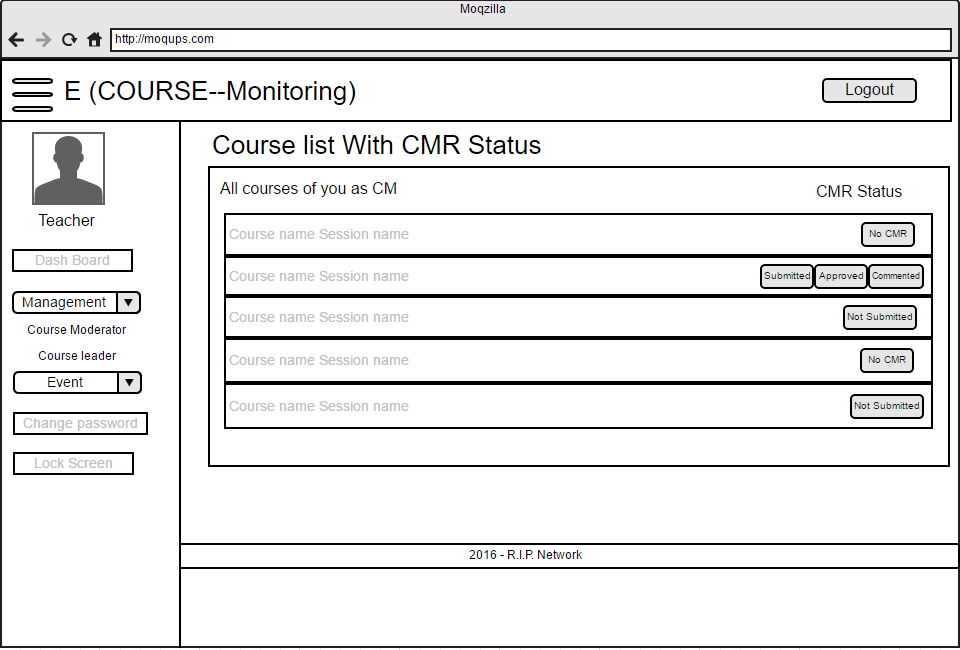 Moqzilla
http://moqups.com
E (COURSE--Monitoring)
Logout
Teacher
Dash Board
Management
Course Moderator
Course leader
Event
Change password
Lock Screen
Course list With CMR Status
All courses of you as CM
CMR Status
Course name Session name
No CMR
Course name Session name
Submitted Approved Commented
Course name Session name
Not Submitted
Course name Session name
No CMR
Course name Session name
Not Submitted
2016 - R.I.P. Network